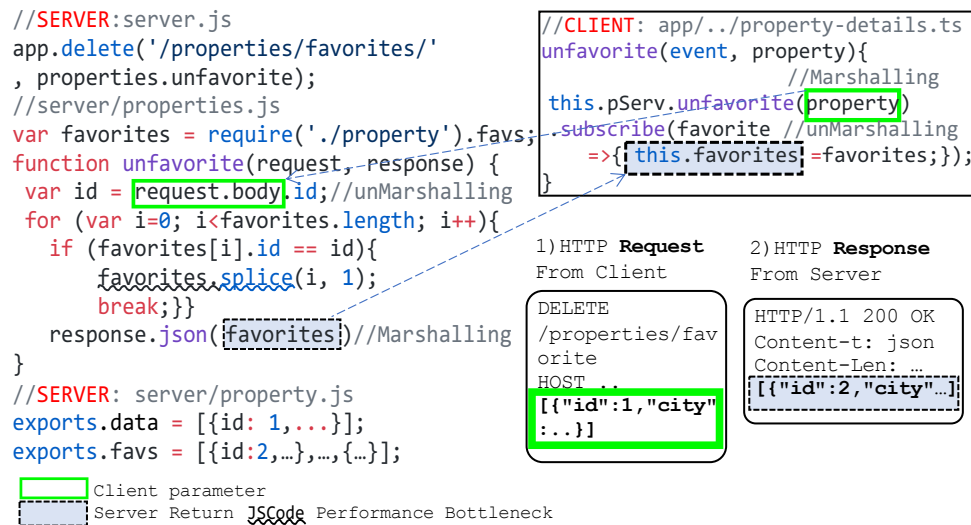 //SERVER:server.js
app.delete('/properties/favorites/'
, properties.unfavorite);
//server/properties.js
var favorites = require('./property').favs;
function unfavorite(request, response) {
var id = request.body.id;//unMarshalling
for (var i=0; i<favorites.length; i++){
if (favorites[i].id == id){
favorites.splice(i, 1);
break;}}
response.json(favorites)//Marshalling
}
//SERVER: server/property.js
exports.data = [{id: 1,...}];
exports.favs = [{id:2,…},…,{…}];
//CLIENT: app/../property-details.ts
unfavorite(event, property){
//Marshalling
this.pServ.unfavorite(property)
.subscribe(favorite //unMarshalling
=>{ this.favorites =favorites;});
}
1)HTTP Request
From Client
DELETE
/properties/fav
orite
HOST ..
[{"id":1,"city"
:..}]
2)HTTP Response
From Server
HTTP/1.1 200 OK
Content-t: json
Content-Len: …
[{"id":2,"city"…]
Client parameter
Server Return JSCode Performance Bottleneck